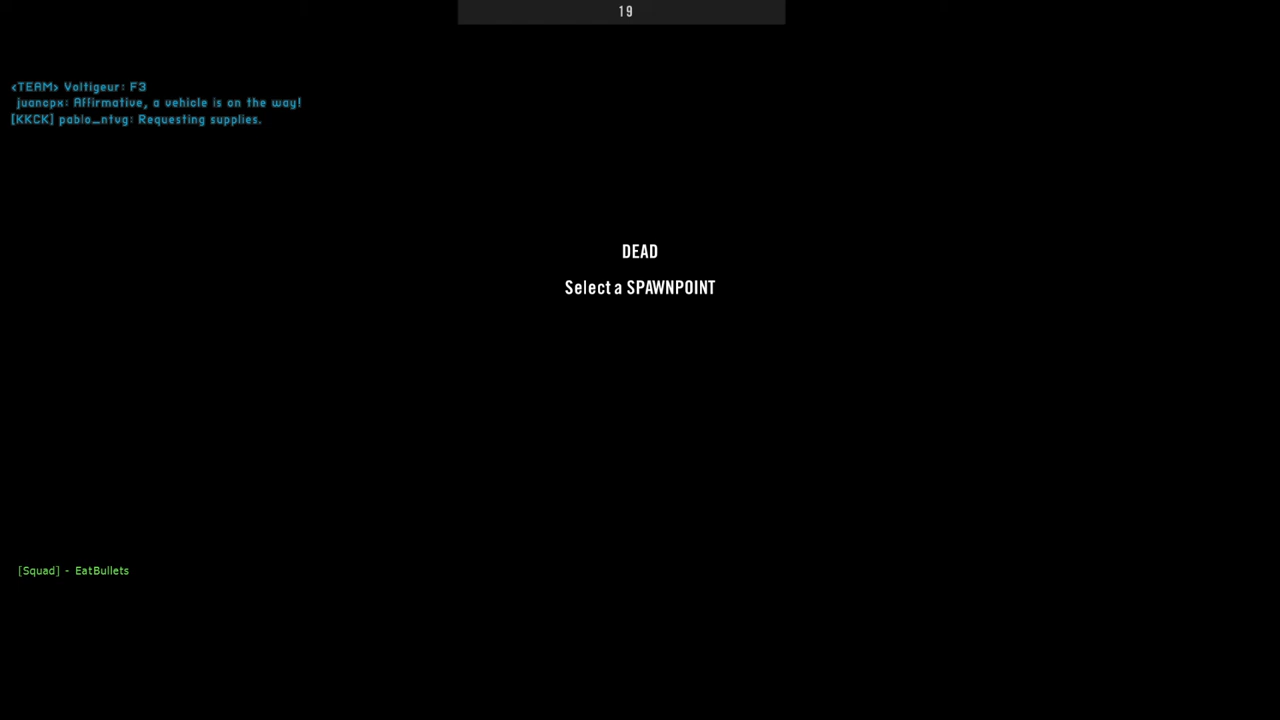 19
<TEAM> Voltigeur: F3
juancpx: Affirmative, a vehicle is on the way!
[KKCK] pablo_ntvg: Requesting supplies.
DEAD
Select a SPAWNPOINT
[Squad] - EatBullets